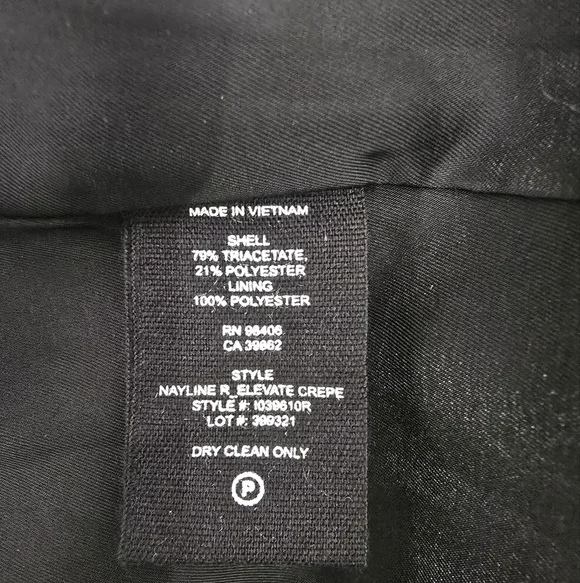 MADE IN VIETNAM
SHELL
79% TRIACETATE,
21% POLYESTER
LINING
100% POLYESTER
RN 98406
CA 39862
STYLE
NAYLINE R_ELEVATE CREPE
STYLE #: I039610R
LOT #: 399321
DRY CLEAN ONLY
P